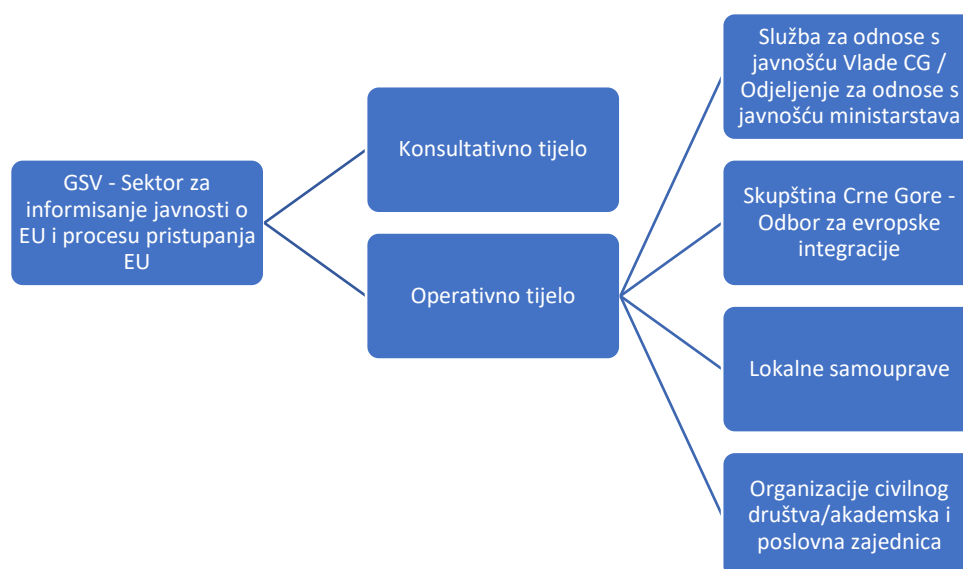 GSV - Sektor za
informisanje javnosti o
EU i procesu pristupanja
EU
Konsultativno tijelo
Operativno tijelo
Služba za odnose s
javnošću Vlade CG /
Odjeljenje za odnose s
javnošću ministarstava
Skupština Crne Gore -
Odbor za evropske
integracije
Lokalne samouprave
Organizacije civilnog
društva/akademska i
poslovna zajednica